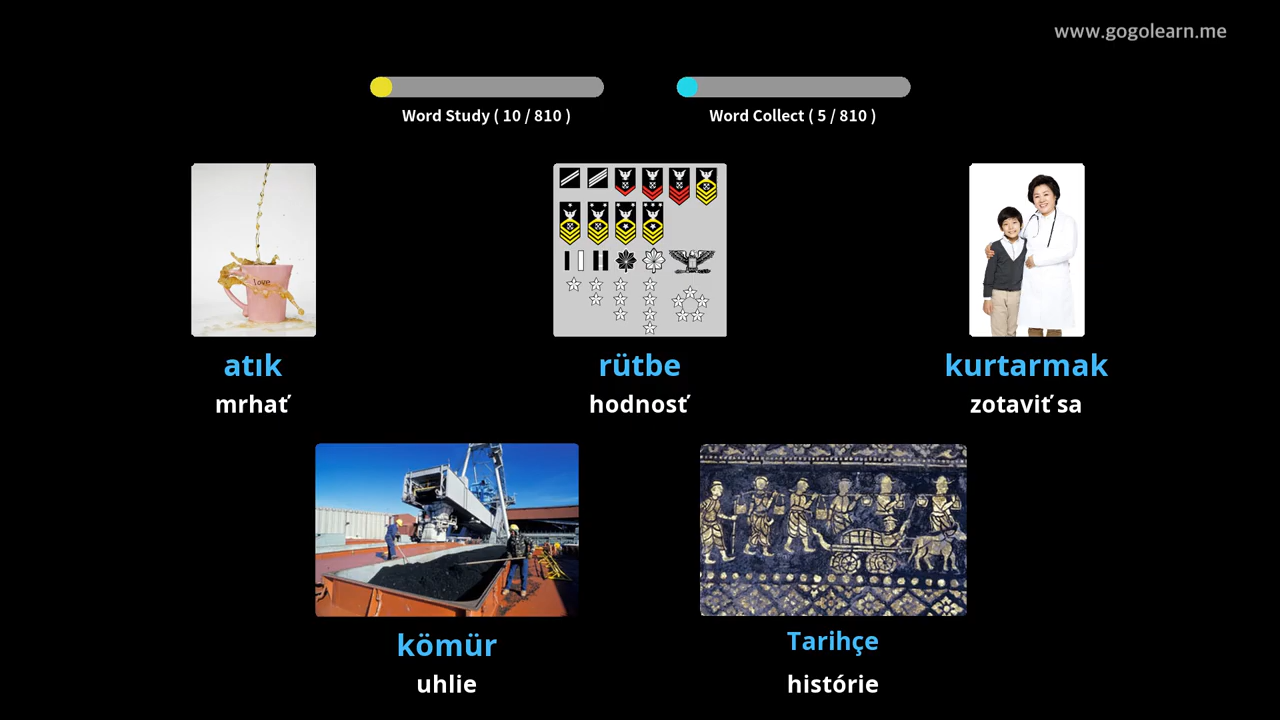 www.gogolearn.me
Word Study ( 10 / 810 )
Word Collect ( 5 / 810 )
love
atık
rütbe
kurtarmak
mrhať
hodnosť
zotaviť sa
kömür
Tarihçe
uhlie
histórie